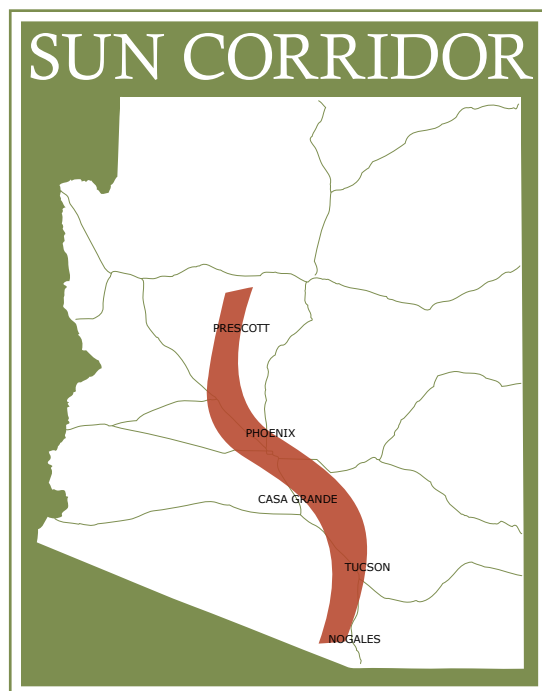 SUN CORRIDOR
PRESCOTT
PHOENIX
CASA GRANDE
TUCSON
NOGALES